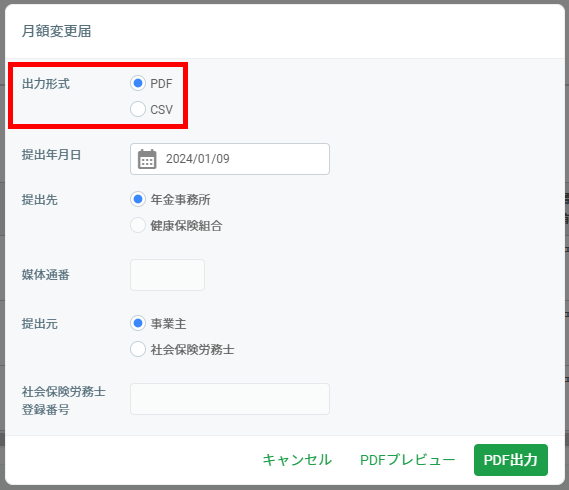 月額変更届
出力形式
PDF
CSV
提出年月日
2024/01/09
提出先
年金事務所
健康保険組合
媒体通番
提出元
事業主
社会保険労務士
社会保険労務士
登録番号
キャンセル
PDFプレビュー
PDF出力